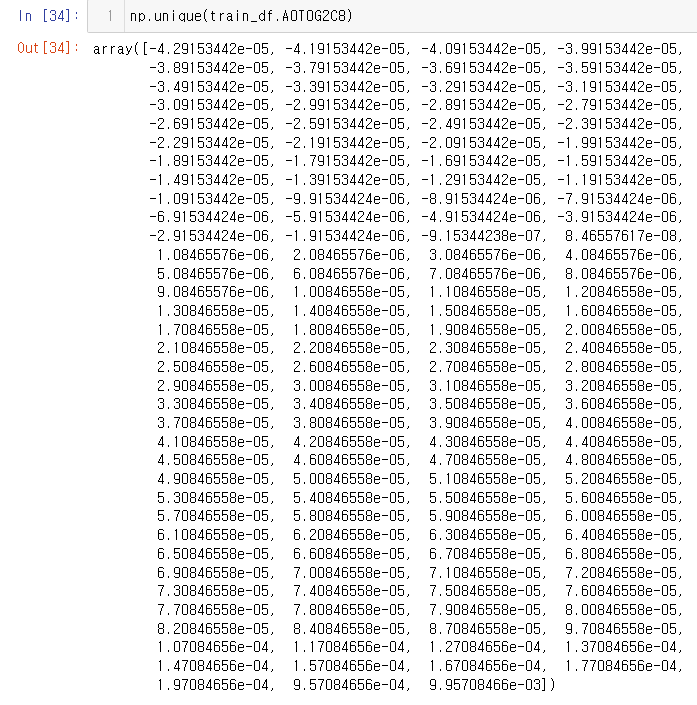 In [34]: 1 np.unique(train_df.AOTOG2C8)
Out[34]: array([-4.29153442e-05, -4.19153442e-05, -4.09153442e-05, -3.99153442e-05,
-3.89153442e-05, -3.79153442e-05, -3.69153442e-05, -3.59153442e-05,
-3.49153442e-05, -3.39153442e-05, -3.29153442e-05, -3.19153442e-05,
-3.09153442e-05, -2.99153442e-05, -2.89153442e-05, -2.79153442e-05,
-2.69153442e-05, -2.59153442e-05, -2.49153442e-05, -2.39153442e-05,
-2.29153442e-05, -2.19153442e-05, -2.09153442e-05, -1.99153442e-05,
-1.89153442e-05, -1.79153442e-05, -1.69153442e-05, -1.59153442e-05,
-1.49153442e-05, -1.39153442e-05, -1.29153442e-05, -1.19153442e-05,
-1.09153442e-05, -9.91534424e-06, -8.91534424e-06, -7.91534424e-06,
-6.91534424e-06, -5.91534424e-06, -4.91534424e-06, -3.91534424e-06,
-2.91534424e-06, -1.91534424e-06, -9.15344238e-07, 8.46557617e-08,
1.08465576e-06, 2.08465576e-06, 3.08465576e-06, 4.08465576e-06,
5.08465576e-06, 6.08465576e-06, 7.08465576e-06, 8.08465576e-06,
9.08465576e-06, 1.00846558e-05, 1.10846558e-05, 1.20846558e-05,
1.30846558e-05, 1.40846558e-05, 1.50846558e-05, 1.60846558e-05,
1.70846558e-05, 1.80846558e-05, 1.90846558e-05, 2.00846558e-05,
2.10846558e-05, 2.20846558e-05, 2.30846558e-05, 2.40846558e-05,
2.50846558e-05, 2.60846558e-05, 2.70846558e-05, 2.80846558e-05,
2.90846558e-05, 3.00846558e-05, 3.10846558e-05, 3.20846558e-05,
3.30846558e-05, 3.40846558e-05, 3.50846558e-05, 3.60846558e-05,
3.70846558e-05, 3.80846558e-05, 3.90846558e-05, 4.00846558e-05,
4.10846558e-05, 4.20846558e-05, 4.30846558e-05, 4.40846558e-05,
4.50846558e-05, 4.60846558e-05, 4.70846558e-05, 4.80846558e-05,
4.90846558e-05, 5.00846558e-05, 5.10846558e-05, 5.20846558e-05,
5.30846558e-05, 5.40846558e-05, 5.50846558e-05, 5.60846558e-05,
5.70846558e-05, 5.80846558e-05, 5.90846558e-05, 6.00846558e-05,
6.10846558e-05, 6.20846558e-05, 6.30846558e-05, 6.40846558e-05,
6.50846558e-05, 6.60846558e-05, 6.70846558e-05, 6.80846558e-05,
6.90846558e-05, 7.00846558e-05, 7.10846558e-05, 7.20846558e-05,
7.30846558e-05, 7.40846558e-05, 7.50846558e-05, 7.60846558e-05,
7.70846558e-05, 7.80846558e-05, 7.90846558e-05, 8.00846558e-05,
8.20846558e-05, 8.40846558e-05, 8.70846558e-05, 9.70846558e-05,
1.07084656e-04, 1.17084656e-04, 1.27084656e-04, 1.37084656e-04,
1.47084656e-04, 1.57084656e-04, 1.67084656e-04, 1.77084656e-04,
1.97084656e-04, 9.57084656e-04, 9.95708466e-03])